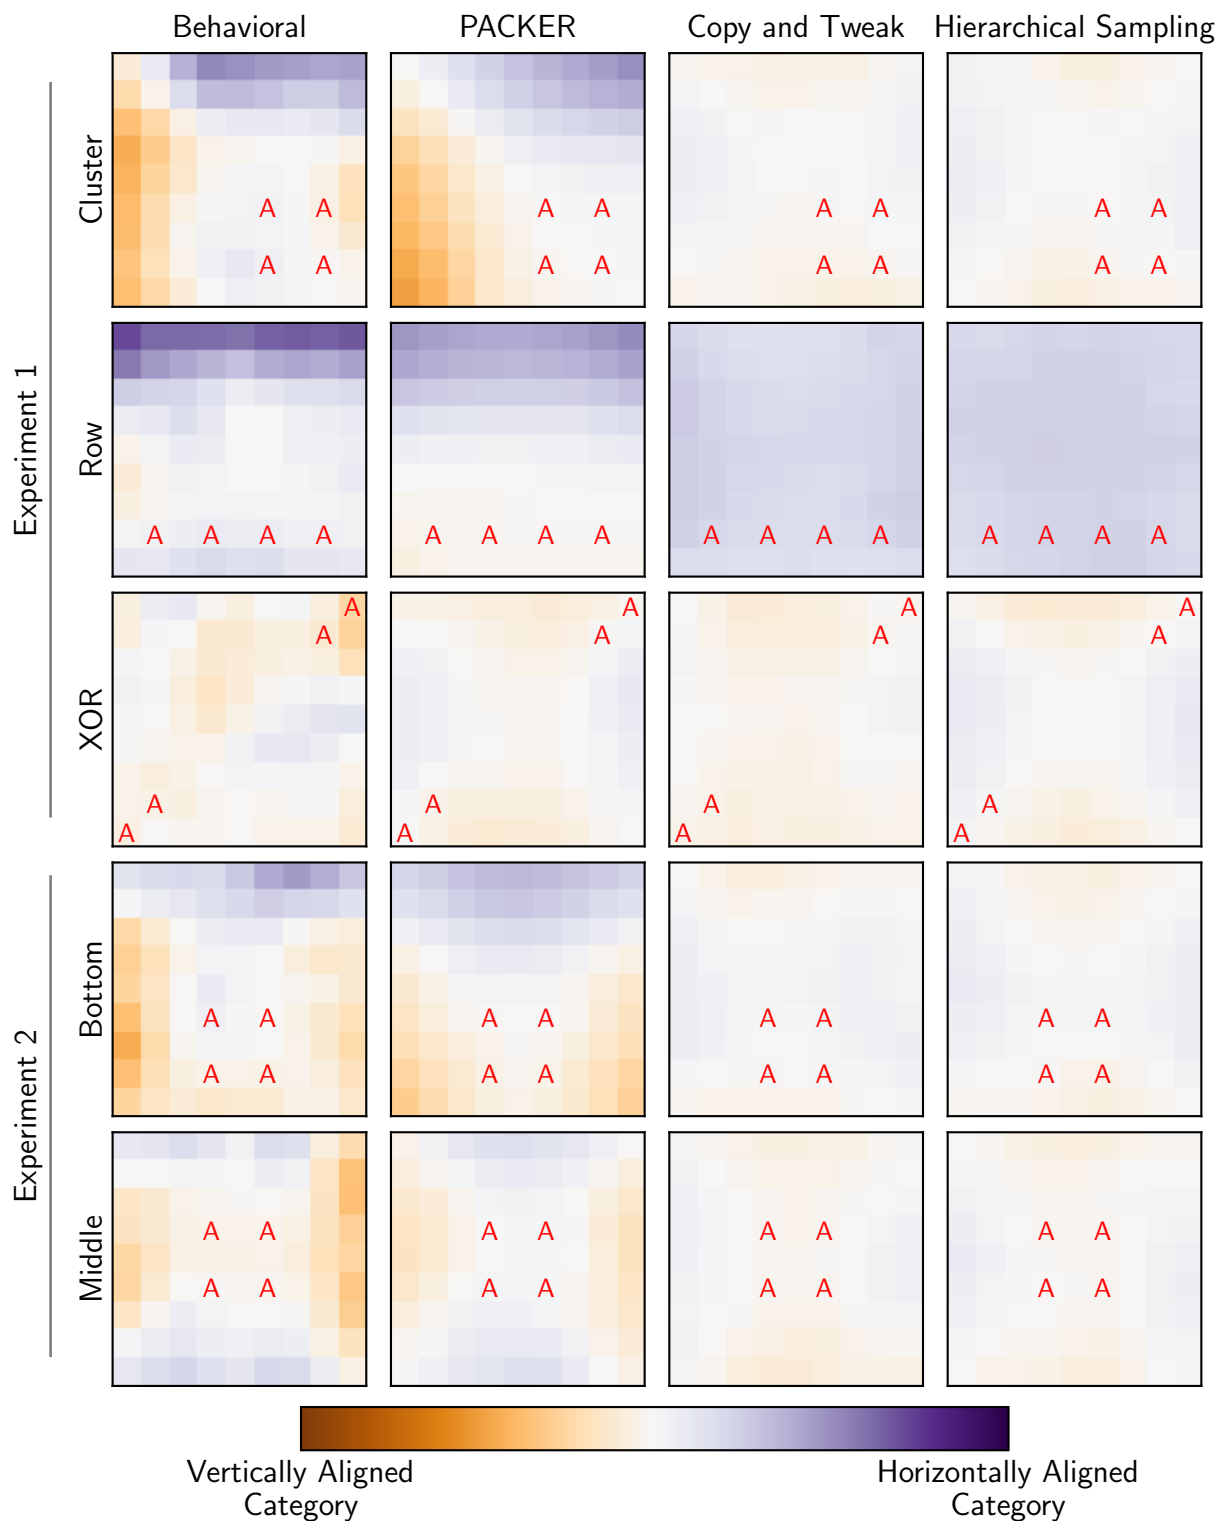 Behavioral PACKER Copy and Tweak Hierarchical Sampling
Experiment 1
Cluster
A A A A A A A A
A A A A A A A A
Row
A A A A A A A A A A A A A A A A
XOR
A A A A
A A A A
A A A A
A A A A
Experiment 2
Bottom
A A A A A A A A
A A A A A A A A
Middle
A A A A A A A A
A A A A A A A A
Vertically Aligned
Category
Horizontally Aligned
Category